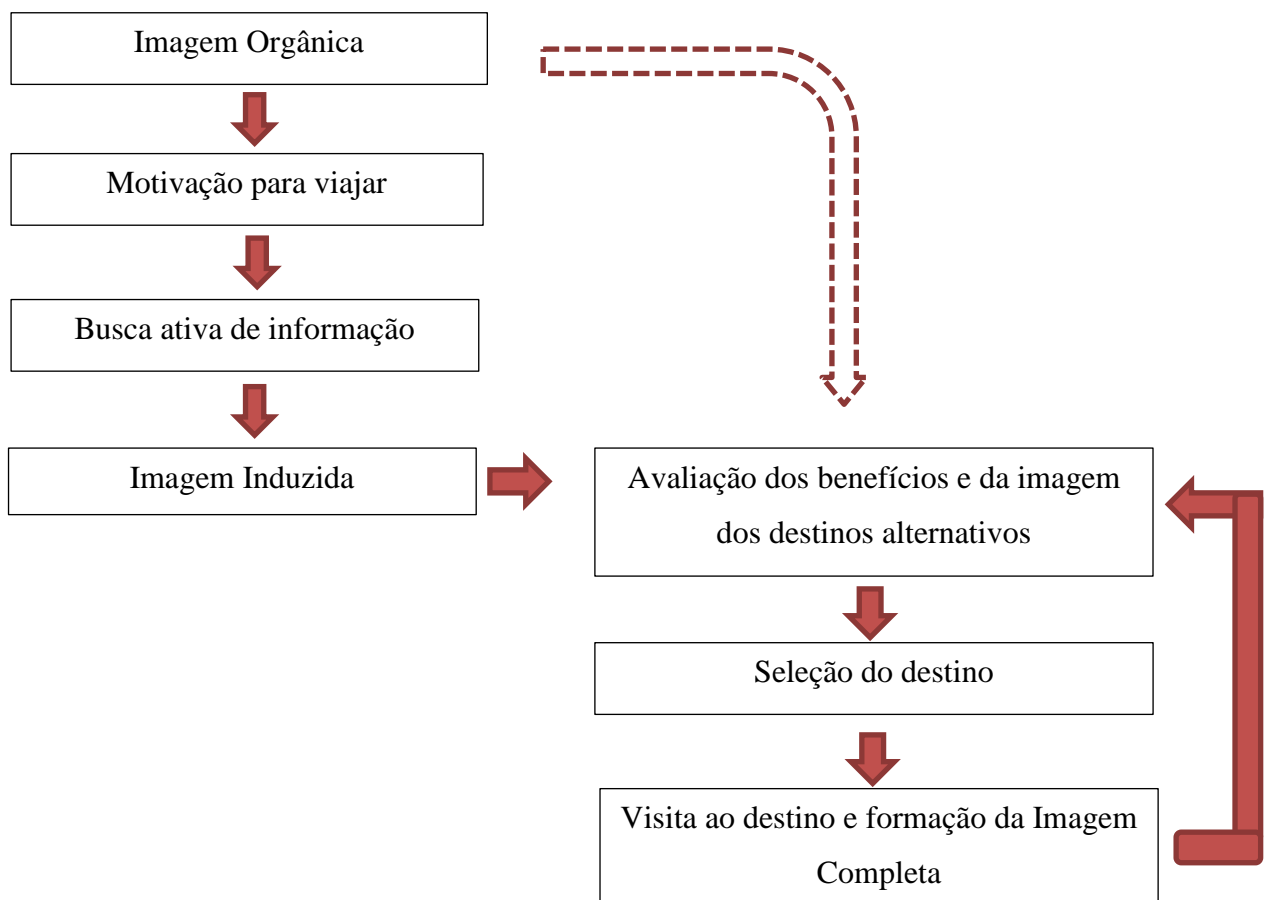 Imagem Orgânica
Motivação para viajar
Busca ativa de informação
Imagem Induzida
Avaliação dos benefícios e da imagem
dos destinos alternativos
Seleção do destino
Visita ao destino e formação da Imagem
Completa